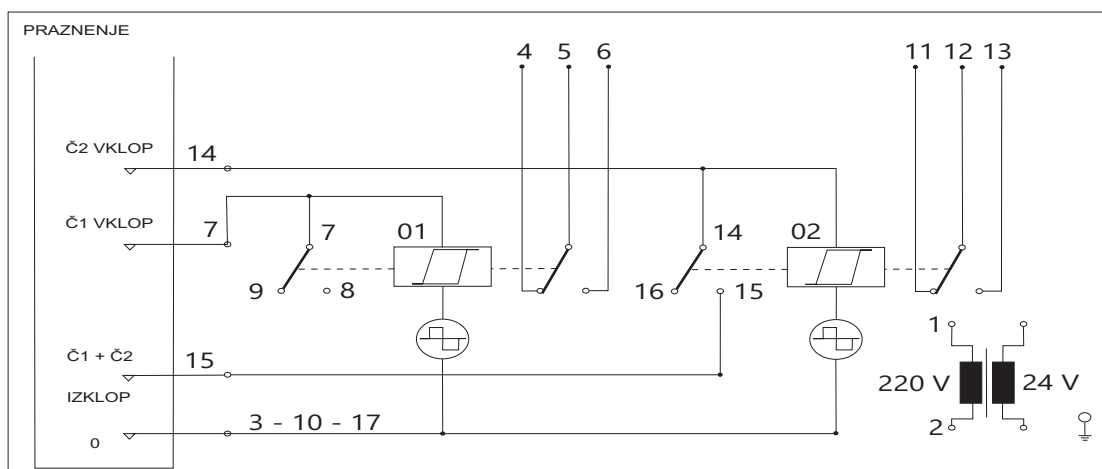 PRAZNENJE
4 5 6
11 12 13
Č2 VKLOP 14
Č1 VKLOP 7
7 01 14 02
9 8 16 15
1
Č1 + Č2 15
220 V 24 V
IZKLOP
3 - 10 - 17 2
0